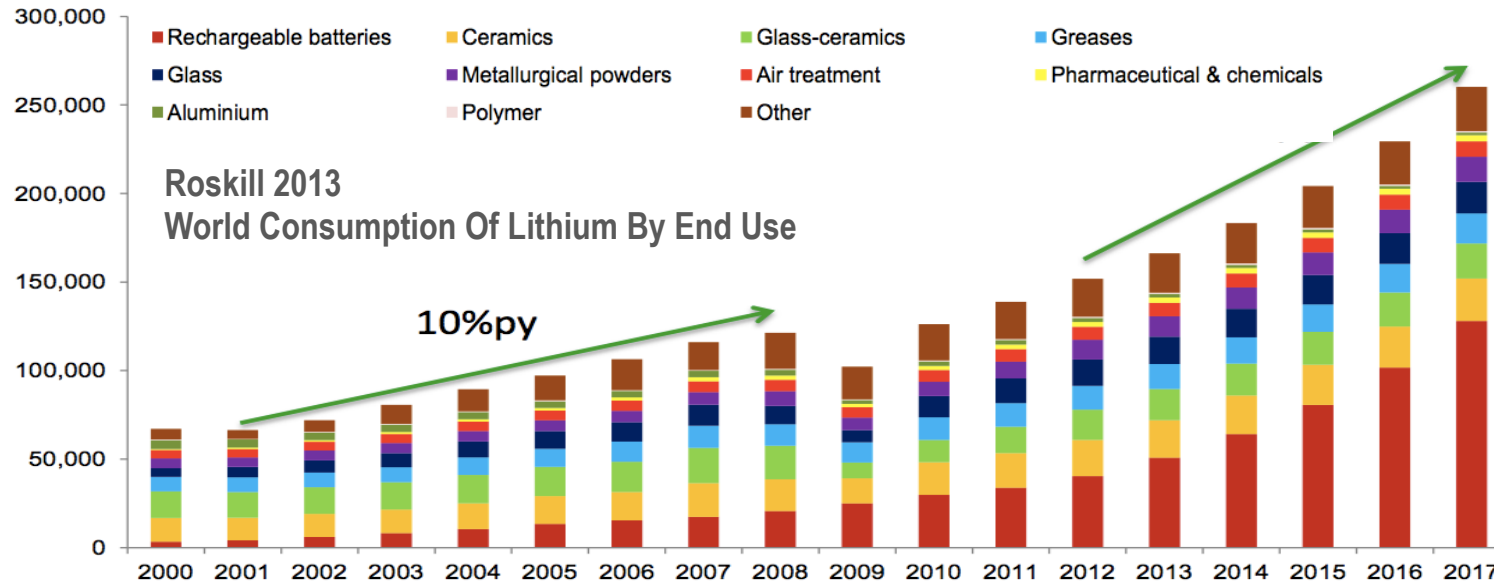 300,000
Rechargeable batteries Ceramics Glass-ceramics Greases
Glass Metallurgical powders Air treatment Pharmaceutical & chemicals
250,000
Aluminium Polymer Other
200,000
Roskill 2013
World Consumption Of Lithium By End Use
150,000
10%py
100,000
50,000
0
2000 2001 2002 2003 2004 2005 2006 2007 2008 2009 2010 2011 2012 2013 2014 2015 2016 2017